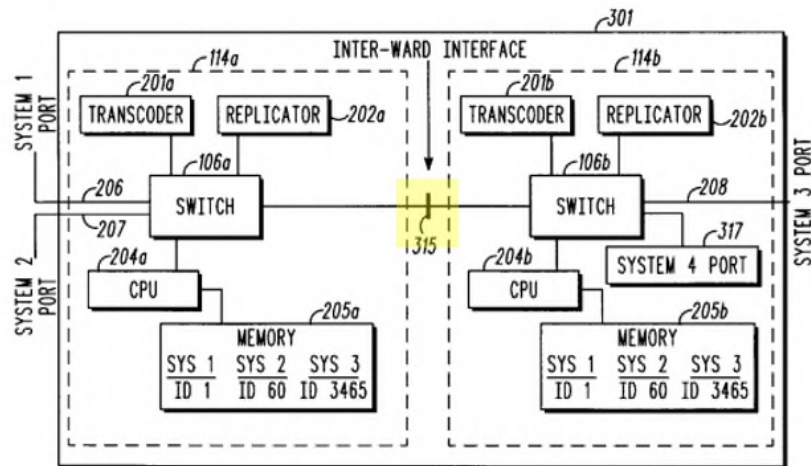 301
INTER-WARD INTERFACE
114a
114b
201a
TRANSCODER
REPLICATOR
202a
201b
TRANSCODER
REPLICATOR
202b
SYSTEM 1
PORT
106a
SWITCH
106b
SWITCH
206
207
208
315
SYSTEM 2
PORT
SYSTEM 3 PORT
317
SYSTEM 4 PORT
204a
CPU
204b
CPU
205a
MEMORY
SYS 1 SYS 2 SYS 3
ID 1 ID 60 ID 3465
205b
MEMORY
SYS 1 SYS 2 SYS 3
ID 1 ID 60 ID 3465